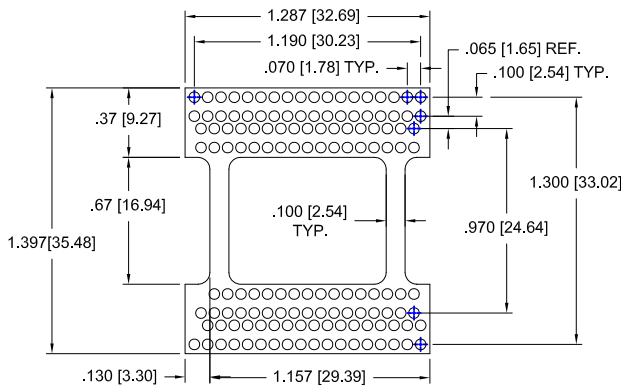 1.287 [32.69]
1.190 [30.23]
.065 [1.65] REF.
.070 [1.78] TYP.
.100 [2.54] TYP.
.37 [9.27]
.67 [16.94]
.100 [2.54]
TYP.
1.300 [33.02]
.970 [24.64]
1.397[35.48]
.130 [3.30]
1.157 [29.39]